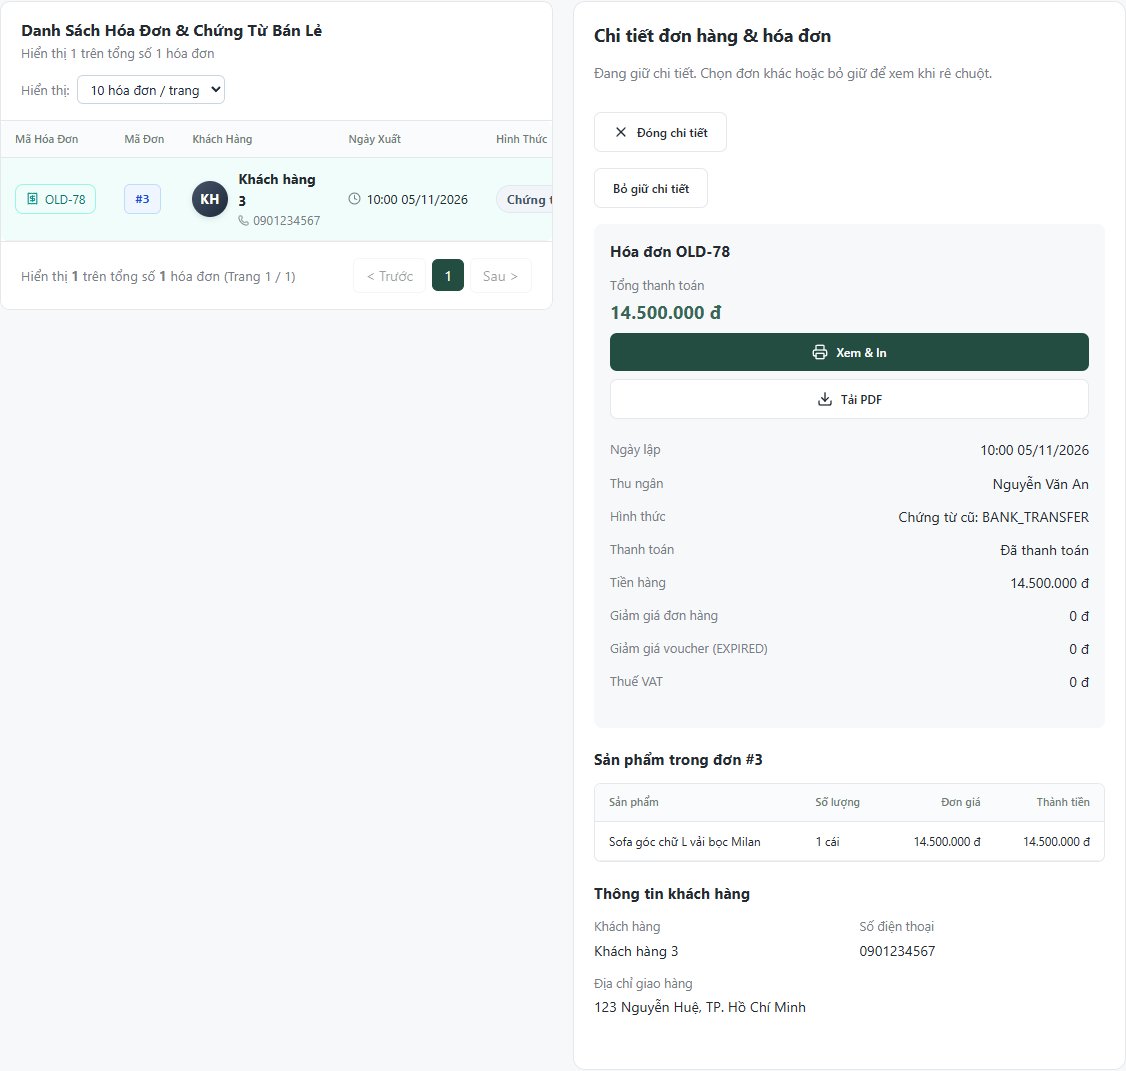 Danh Sách Hóa Đơn & Chứng Từ Bán Lẻ
Hiển thị 1 trên tổng số 1 hóa đơn
Hiển thị: 10 hóa đơn / trang
Mã Hóa Đơn Mã Đơn Khách Hàng Ngày Xuất Hình Thức
OLD-78 #3 KH Khách hàng 3 0901234567 10:00 05/11/2026 Chứng t
Hiển thị 1 trên tổng số 1 hóa đơn (Trang 1 / 1) < Trước 1 Sau >
Chi tiết đơn hàng & hóa đơn
Đang giữ chi tiết. Chọn đơn khác hoặc bỏ giữ để xem khi rê chuột.
Đóng chi tiết
Bỏ giữ chi tiết
Hóa đơn OLD-78
Tổng thanh toán
14.500.000 đ
Xem & In
Tải PDF
Ngày lập 10:00 05/11/2026
Thu ngân Nguyễn Văn An
Hình thức Chứng từ cũ: BANK_TRANSFER
Thanh toán Đã thanh toán
Tiền hàng 14.500.000 đ
Giảm giá đơn hàng 0 đ
Giảm giá voucher (EXPIRED) 0 đ
Thuế VAT 0 đ
Sản phẩm trong đơn #3
Sản phẩm Số lượng Đơn giá Thành tiền
Sofa góc chữ L vải bọc Milan 1 cái 14.500.000 đ 14.500.000 đ
Thông tin khách hàng
Khách hàng Số điện thoại
Khách hàng 3 0901234567
Địa chỉ giao hàng
123 Nguyễn Huệ, TP. Hồ Chí Minh